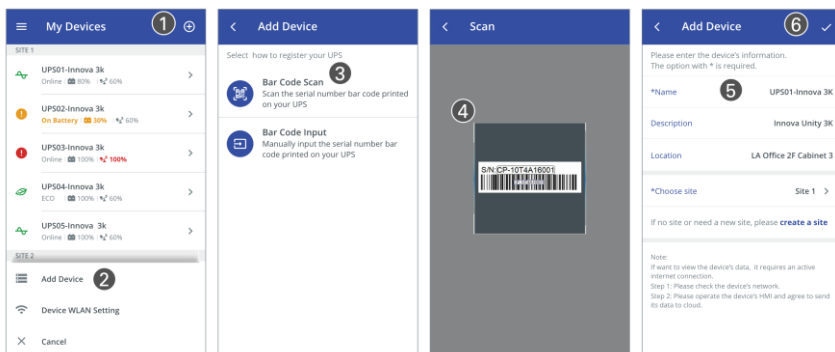 My Devices
1
SITE 1
UPS01-Innova 3k
Online 80% 60%
UPS02-Innova 3k
On Battery 30% 60%
UPS03-Innova 3k
Online 100% 100%
UPS04-Innova 3k
ECO 100% 60%
UPS05-Innova 3k
Online 100% 60%
SITE 2
Add Device
2
Device WLAN Setting
Cancel
Add Device
Select how to register your UPS
3
Bar Code Scan
Scan the serial number bar code printed
on your UPS
Bar Code Input
Manually input the serial number bar
code printed on your UPS
Scan
4
S/N:CP-10T4A16001
Add Device
6
Please enter the device's information.
The option with * is required.
*Name
5
UPS01-Innova 3K
Description
Innova Unity 3K
Location
LA Office 2F Cabinet 3
*Choose site
Site 1
If no site or need a new site, please create a site
Note:
If want to view the device's data, it requires an active
internet connection.
Step 1: Please check the device's network.
Step 2: Please operate the device's HMI and agree to send
its data to cloud.